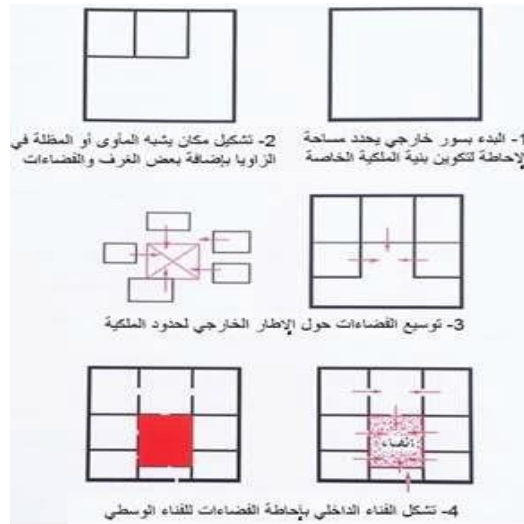 1- البدء بسور خارجي يحدد مساحة
الإحاطة لتكوين بنية الملكية الخاصة
2- تشكيل مكان يشبه المأوى أو المظلة في
الزاويا بإضافة بعض الغرف والفضاءات
3- توسيع الفضاءات حول الإطار الخارجي لحدود الملكية
الفناء
4- تشكل الفناء الداخلي بإحاطة الفضاءات للفناء الوسطي